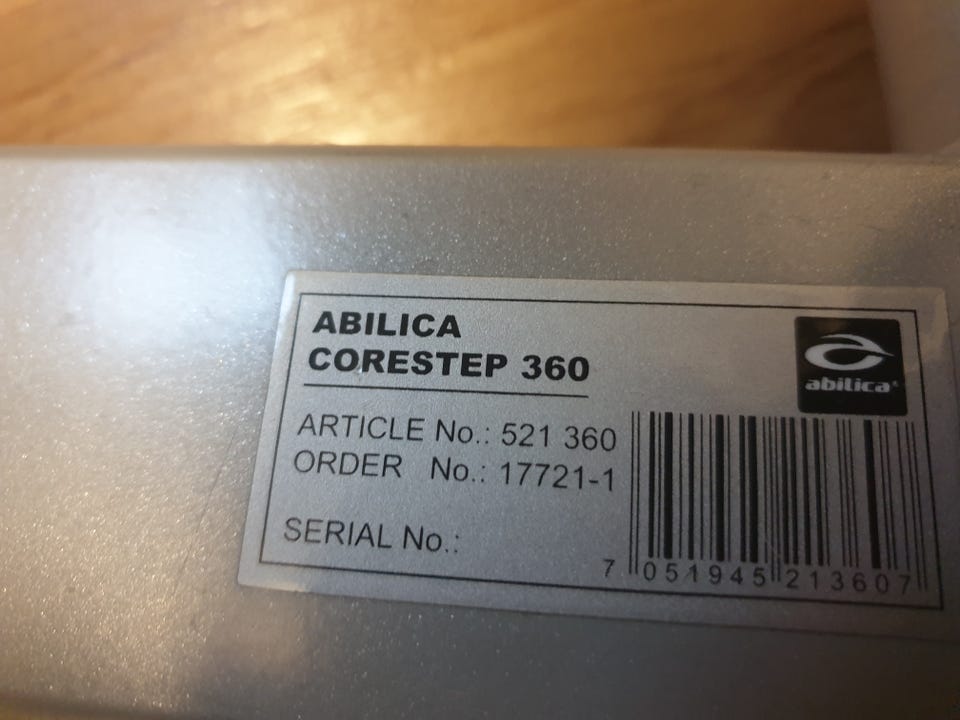 ABILICA
CORESTEP 360
abilica®
ARTICLE No.: 521 360
ORDER No.: 17721-1
SERIAL No.:
7 051945 213607